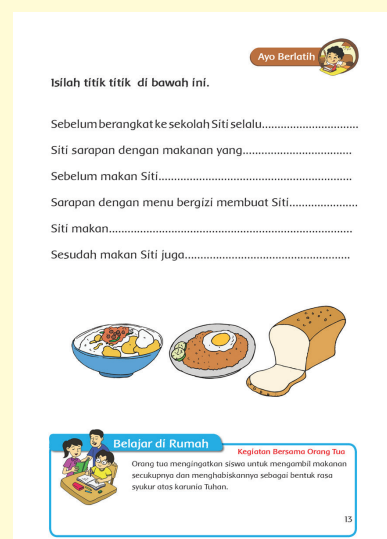 Ayo Berlatih
Isilah titik titik di bawah ini.
Sebelum berangkat ke sekolah Siti selalu...............................
Siti sarapan dengan makanan yang...................................
Sebelum makan Siti..............................................................
Sarapan dengan menu bergizi membuat Siti......................
Siti makan..............................................................................
Sesudah makan Siti juga.....................................................
Belajar di Rumah
Kegiatan Bersama Orang Tua
Orang tua mengingatkan siswa untuk mengambil makanan
secukupnya dan menghabiskannya sebagai bentuk rasa
syukur atas karunia Tuhan.
13